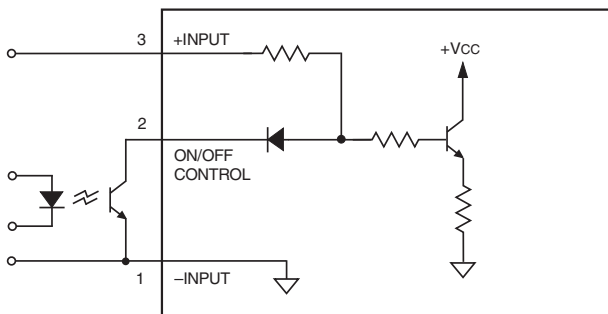 3 +INPUT
+VCC
2
ON/OFF
CONTROL
1 –INPUT